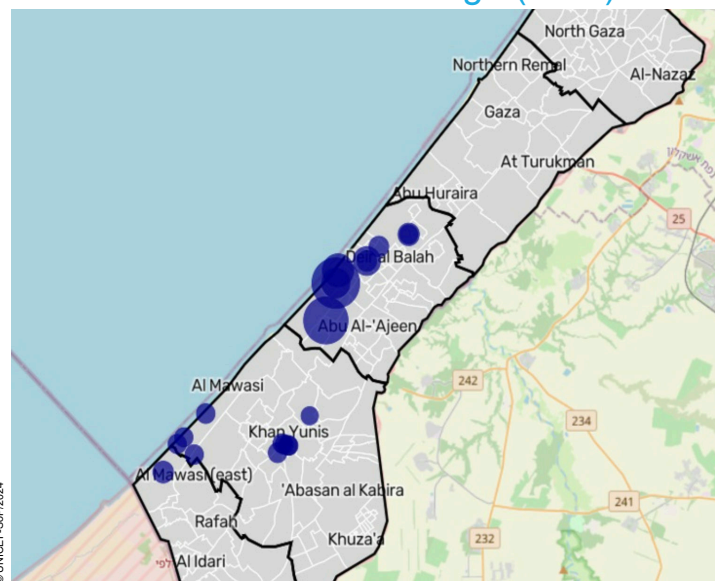 North Gaza
Northern Remal
Al-Nazaz
Gaza
At Turukman
Abu Huraira
25
Deir al Balah
Abu Al-'Ajeen
242
Al Mawasi
234
Khan Yunis
Al Mawasi (east)
'Abasan al Kabira
241
Rafah
Khuza'a
232
Al Idari